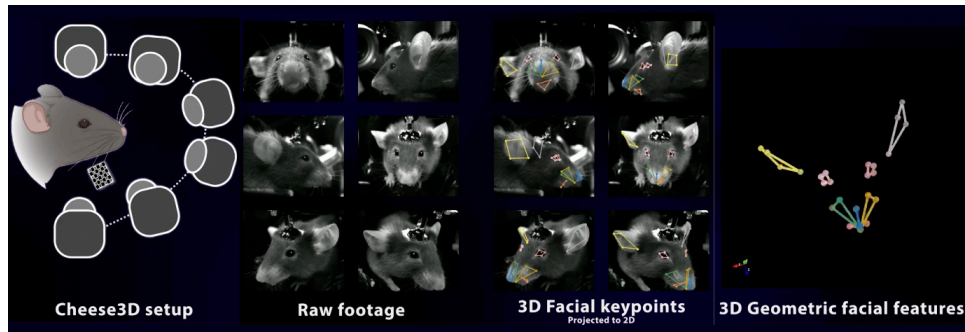 Cheese3D setup
Raw footage
3D Facial keypoints
Projected to 2D
3D Geometric facial features